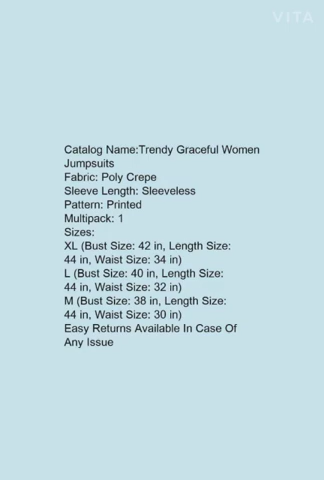 VITA
Catalog Name:Trendy Graceful Women
Jumpsuits
Fabric: Poly Crepe
Sleeve Length: Sleeveless
Pattern: Printed
Multipack: 1
Sizes:
XL (Bust Size: 42 in, Length Size:
44 in, Waist Size: 34 in)
L (Bust Size: 40 in, Length Size:
44 in, Waist Size: 32 in)
M (Bust Size: 38 in, Length Size:
44 in, Waist Size: 30 in)
Easy Returns Available In Case Of
Any Issue